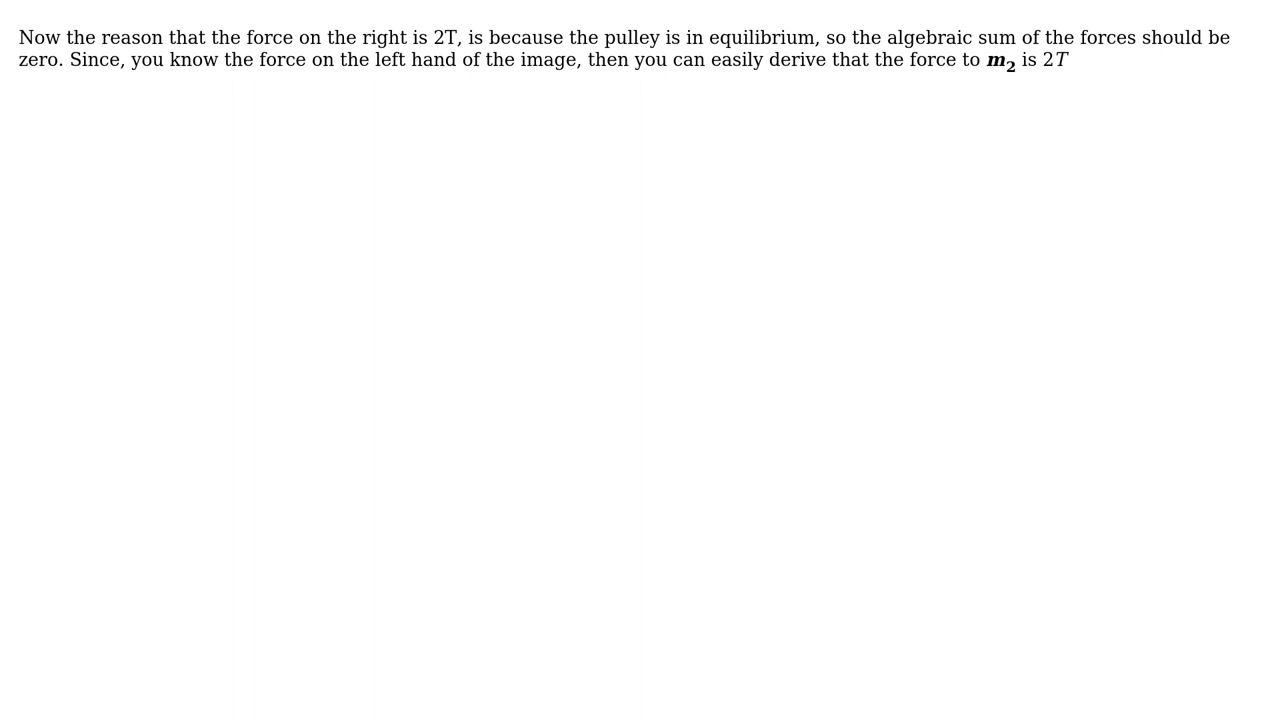 Now the reason that the force on the right is 2T, is because the pulley is in equilibrium, so the algebraic sum of the forces should be
zero. Since, you know the force on the left hand of the image, then you can easily derive that the force to m₂ is 2T